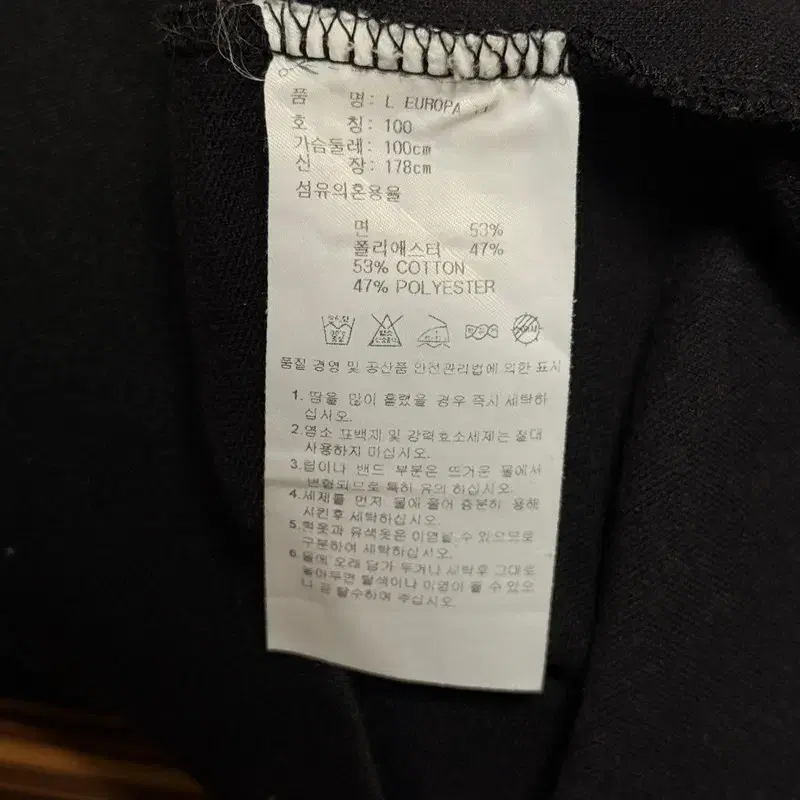 품 명: L EUROPA
호 칭: 100
가슴둘레: 100cm
신 장: 178cm
섬유의혼용율
면 53%
폴리에스터 47%
53% COTTON
47% POLYESTER
품질 경영 및 공산품 안전관리법에 의한 표시
1. 땀을 많이 흘렸을 경우 즉시 세탁하
십시오.
2. 염소 표백제 및 강력효소세제는 절대
사용하지 마십시오.
3. 립이나 밴드 부분은 뜨거운 물에서
변형되므로 특히 유의 하십시오.
4. 세제를 먼저 물에 풀어 충분히 용해
시킨후 세탁하십시오.
5. 흰옷과 유색옷은 이염될 수 있으므로
구분하여 세탁하십시오.
6. 물에 오래 담가 두거나 세탁후 그대로
놓아두면 탈색이나 이염이 될 수 있으
니 꼭 탈수하여 주십시오.